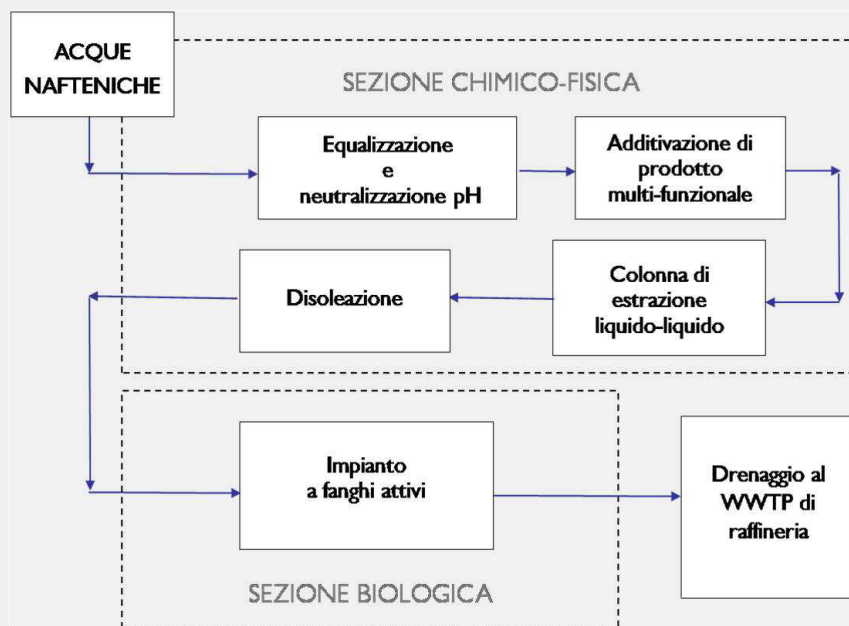 ACQUE
NAFTENICHE
SEZIONE CHIMICO-FISICA
Equalizzazione
e
neutralizzazione pH
Additivazione di
prodotto
multi-funzionale
Colonna di
estrazione
liquido-liquido
Disoleazione
Impianto
a fanghi attivi
Drenaggio al
WWTP di
raffineria
SEZIONE BIOLOGICA